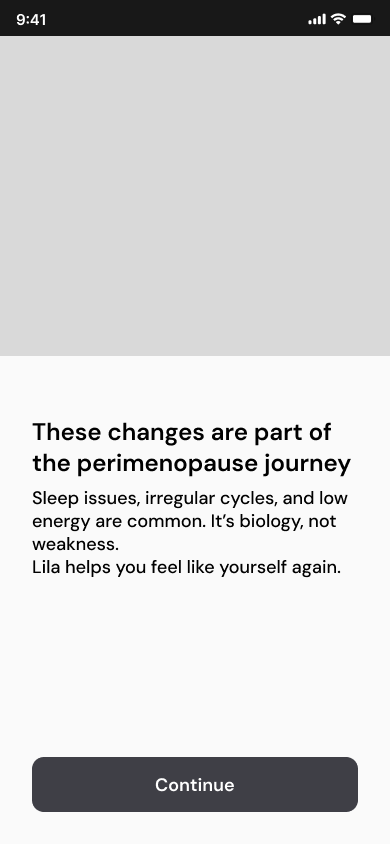 9:41
These changes are part of
the perimenopause journey
Sleep issues, irregular cycles, and low
energy are common. It’s biology, not
weakness.
Lila helps you feel like yourself again.
Continue